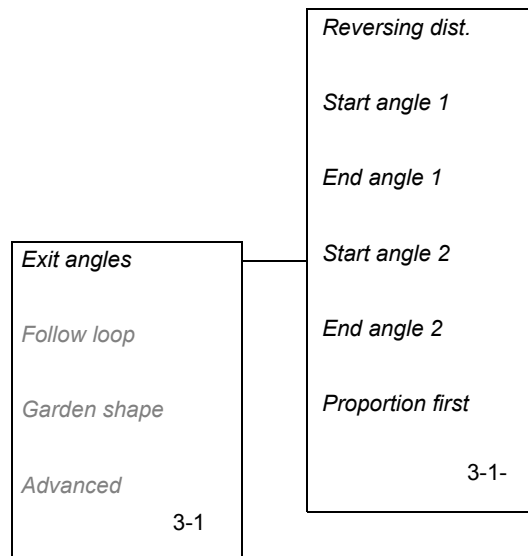 Reversing dist.
Start angle 1
End angle 1
Start angle 2
End angle 2
Proportion first
3-1-
Exit angles
Follow loop
Garden shape
Advanced
3-1